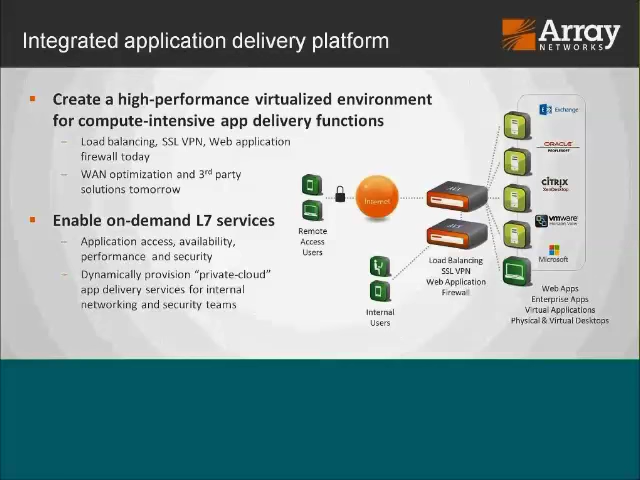 Integrated application delivery platform
Array
NETWORKS
Create a high-performance virtualized environment
for compute-intensive app delivery functions
– Load balancing, SSL VPN, Web application
firewall today
– WAN optimization and 3rd party
solutions tomorrow
Enable on-demand L7 services
– Application access, availability,
performance and security
– Dynamically provision “private-cloud”
app delivery services for internal
networking and security teams
Remote
Access
Users
Internet
Internal
Users
Load Balancing
SSL VPN
Web Application
Firewall
Exchange
ORACLE
PEOPLESOFT
CITRIX
XenDesktop
vmware
Horizon View
Microsoft
Web Apps
Enterprise Apps
Virtual Applications
Physical & Virtual Desktops